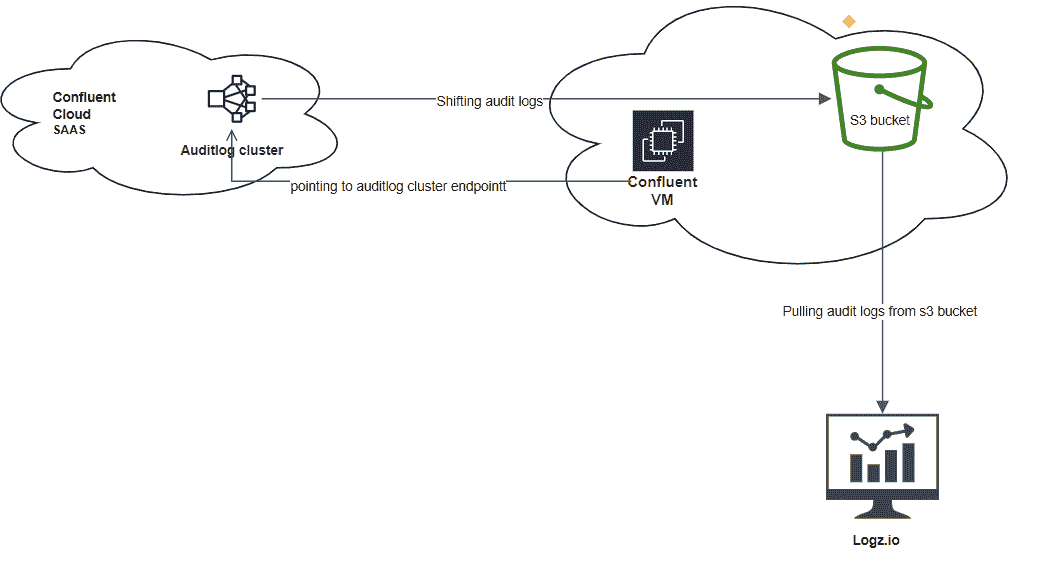 Confluent
Cloud
SAAS
Auditlog cluster
Shifting audit logs
S3 bucket
pointing to auditlog cluster endpointt
Confluent
VM
Pulling audit logs from s3 bucket
Logz.io